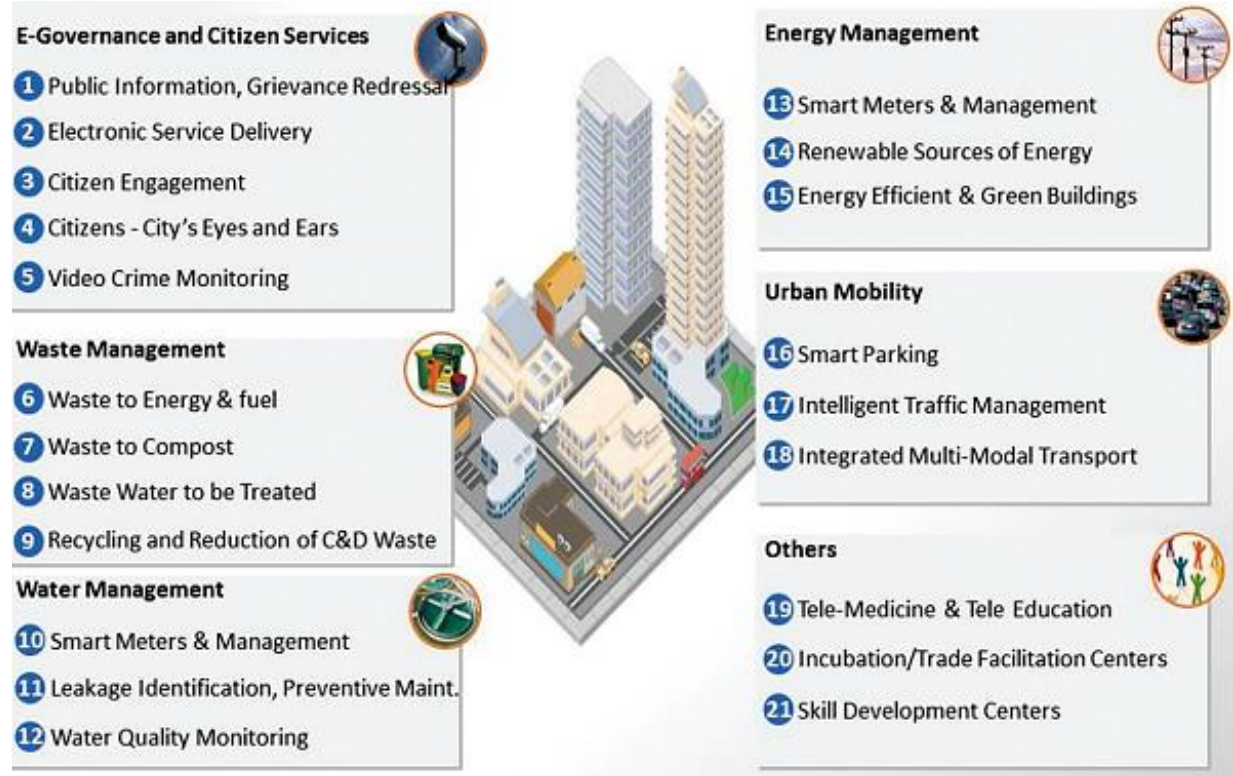 E-Governance and Citizen Services
1 Public Information, Grievance Redressal
2 Electronic Service Delivery
3 Citizen Engagement
4 Citizens - City's Eyes and Ears
5 Video Crime Monitoring
Waste Management
6 Waste to Energy & fuel
7 Waste to Compost
8 Waste Water to be Treated
9 Recycling and Reduction of C&D Waste
Water Management
10 Smart Meters & Management
11 Leakage Identification, Preventive Maint.
12 Water Quality Monitoring
Energy Management
13 Smart Meters & Management
14 Renewable Sources of Energy
15 Energy Efficient & Green Buildings
Urban Mobility
16 Smart Parking
17 Intelligent Traffic Management
18 Integrated Multi-Modal Transport
Others
19 Tele-Medicine & Tele Education
20 Incubation/Trade Facilitation Centers
21 Skill Development Centers